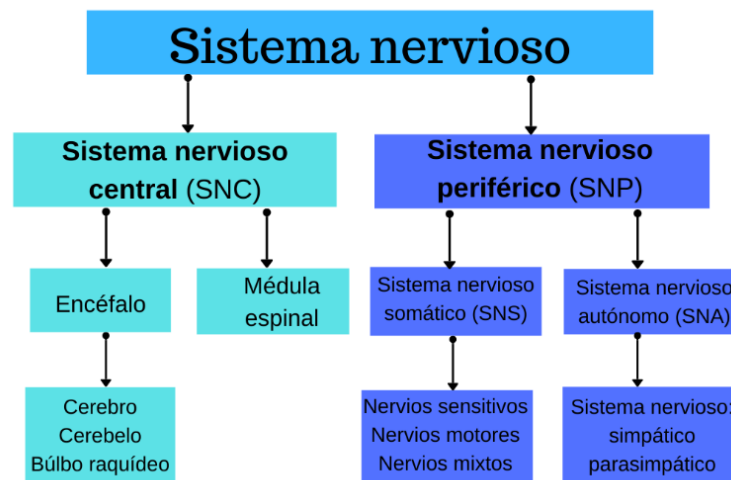 Sistema nervioso
Sistema nervioso
central (SNC)
Sistema nervioso
periférico (SNP)
Encéfalo
Médula
espinal
Sistema nervioso
somático (SNS)
Sistema nervioso
autónomo (SNA)
Cerebro
Cerebelo
Búlbo raquídeo
Nervios sensitivos
Nervios motores
Nervios mixtos
Sistema nervioso:
simpático
parasimpático